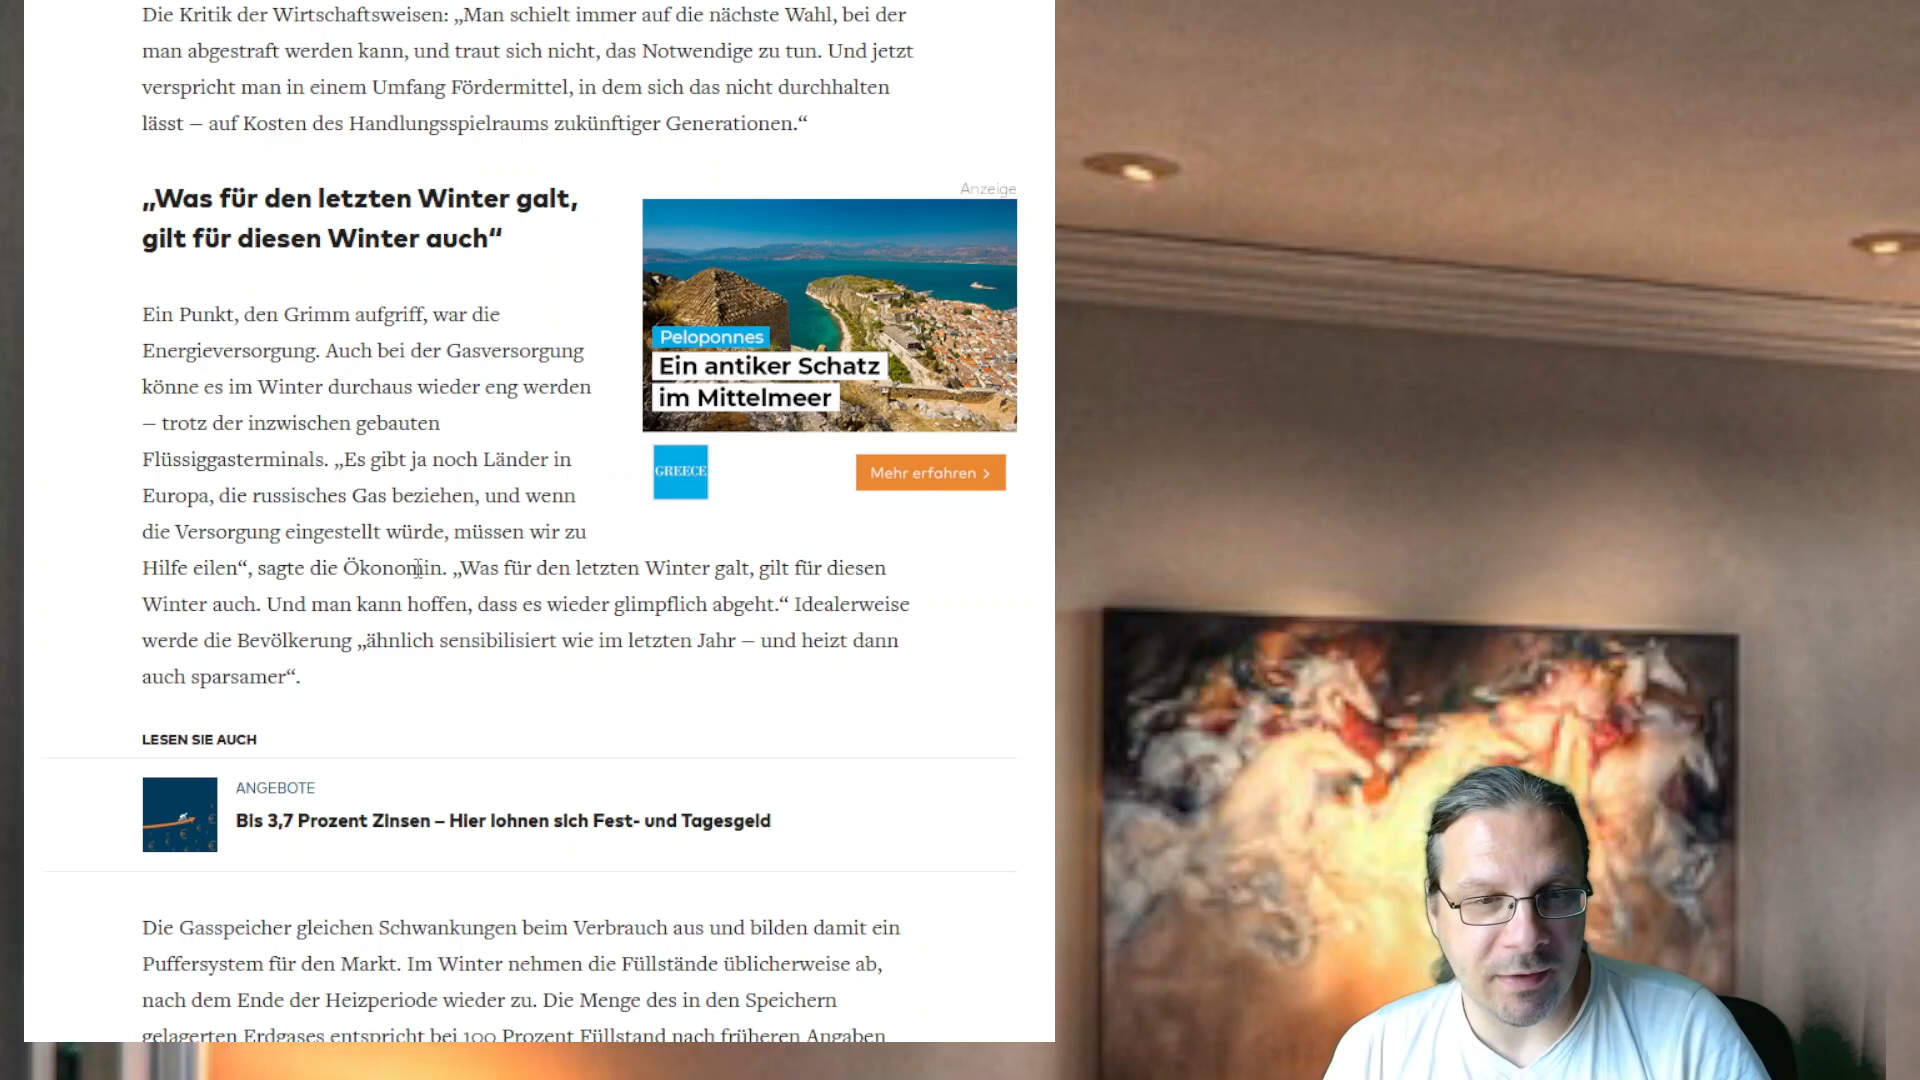 Die Kritik der Wirtschaftsweisen: „Man schielt immer auf die nächste Wahl, bei der
man abgestraft werden kann, und traut sich nicht, das Notwendige zu tun. Und jetzt
verspricht man in einem Umfang Fördermittel, in dem sich das nicht durchhalten
lässt – auf Kosten des Handlungsspielraums zukünftiger Generationen.“
„Was für den letzten Winter galt,
gilt für diesen Winter auch“
Anzeige
Peloponnes
Ein antiker Schatz
im Mittelmeer
GREECE
Mehr erfahren >
Ein Punkt, den Grimm aufgriff, war die
Energieversorgung. Auch bei der Gasversorgung
könne es im Winter durchaus wieder eng werden
– trotz der inzwischen gebauten
Flüssiggasterminals. „Es gibt ja noch Länder in
Europa, die russisches Gas beziehen, und wenn
die Versorgung eingestellt würde, müssen wir zu
Hilfe eilen“, sagte die Ökonomin. „Was für den letzten Winter galt, gilt für diesen
Winter auch. Und man kann hoffen, dass es wieder glimpflich abgeht.“ Idealerweise
werde die Bevölkerung „ähnlich sensibilisiert wie im letzten Jahr – und heizt dann
auch sparsamer“.
LESEN SIE AUCH
ANGEBOTE
Bis 3,7 Prozent Zinsen – Hier lohnen sich Fest- und Tagesgeld
Die Gasspeicher gleichen Schwankungen beim Verbrauch aus und bilden damit ein
Puffersystem für den Markt. Im Winter nehmen die Füllstände üblicherweise ab,
nach dem Ende der Heizperiode wieder zu. Die Menge des in den Speichern
gelagerten Erdgases entspricht bei 100 Prozent Füllstand nach früheren Angaben